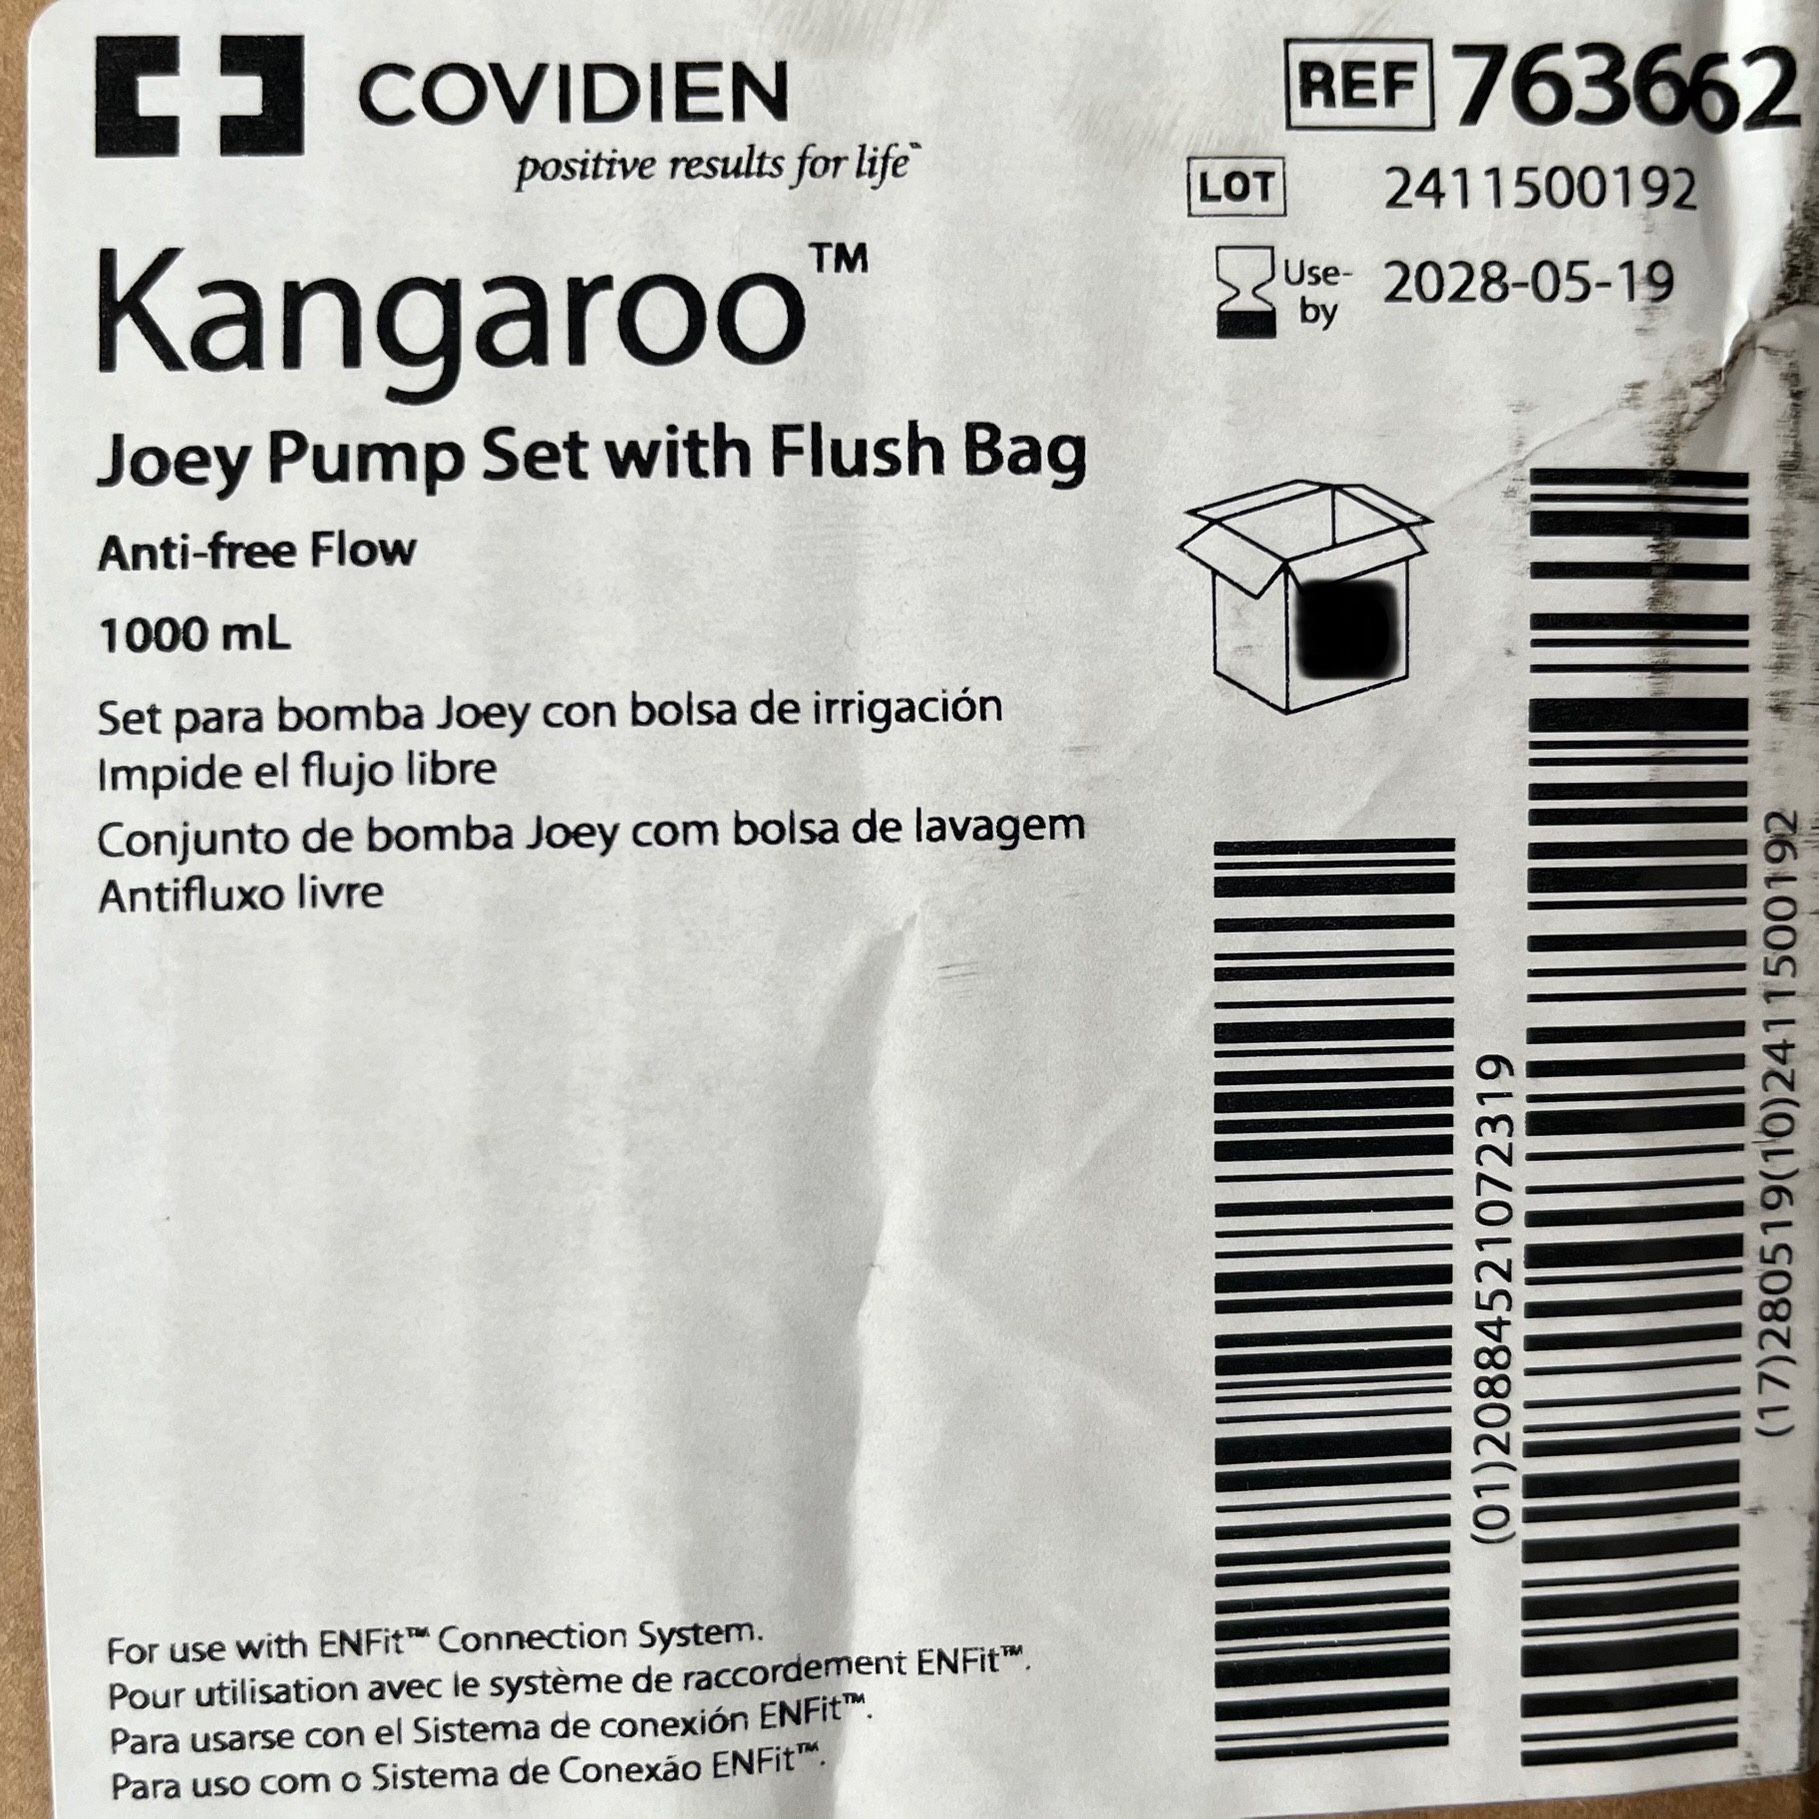 COVIDIEN
positive results for life™
REF 763662
LOT 2411500192
Use-by 2028-05-19
Kangaroo™
Joey Pump Set with Flush Bag
Anti-free Flow
1000 mL
Set para bomba Joey con bolsa de irrigación
Impide el flujo libre
Conjunto de bomba Joey com bolsa de lavagem
Antifluxo livre
(01)20884521072319
(17)280519(10)2411500192
For use with ENFit™ Connection System.
Pour utilisation avec le système de raccordement ENFit™.
Para usarse con el Sistema de conexión ENFit™.
Para uso com o Sistema de Conexão ENFit™.